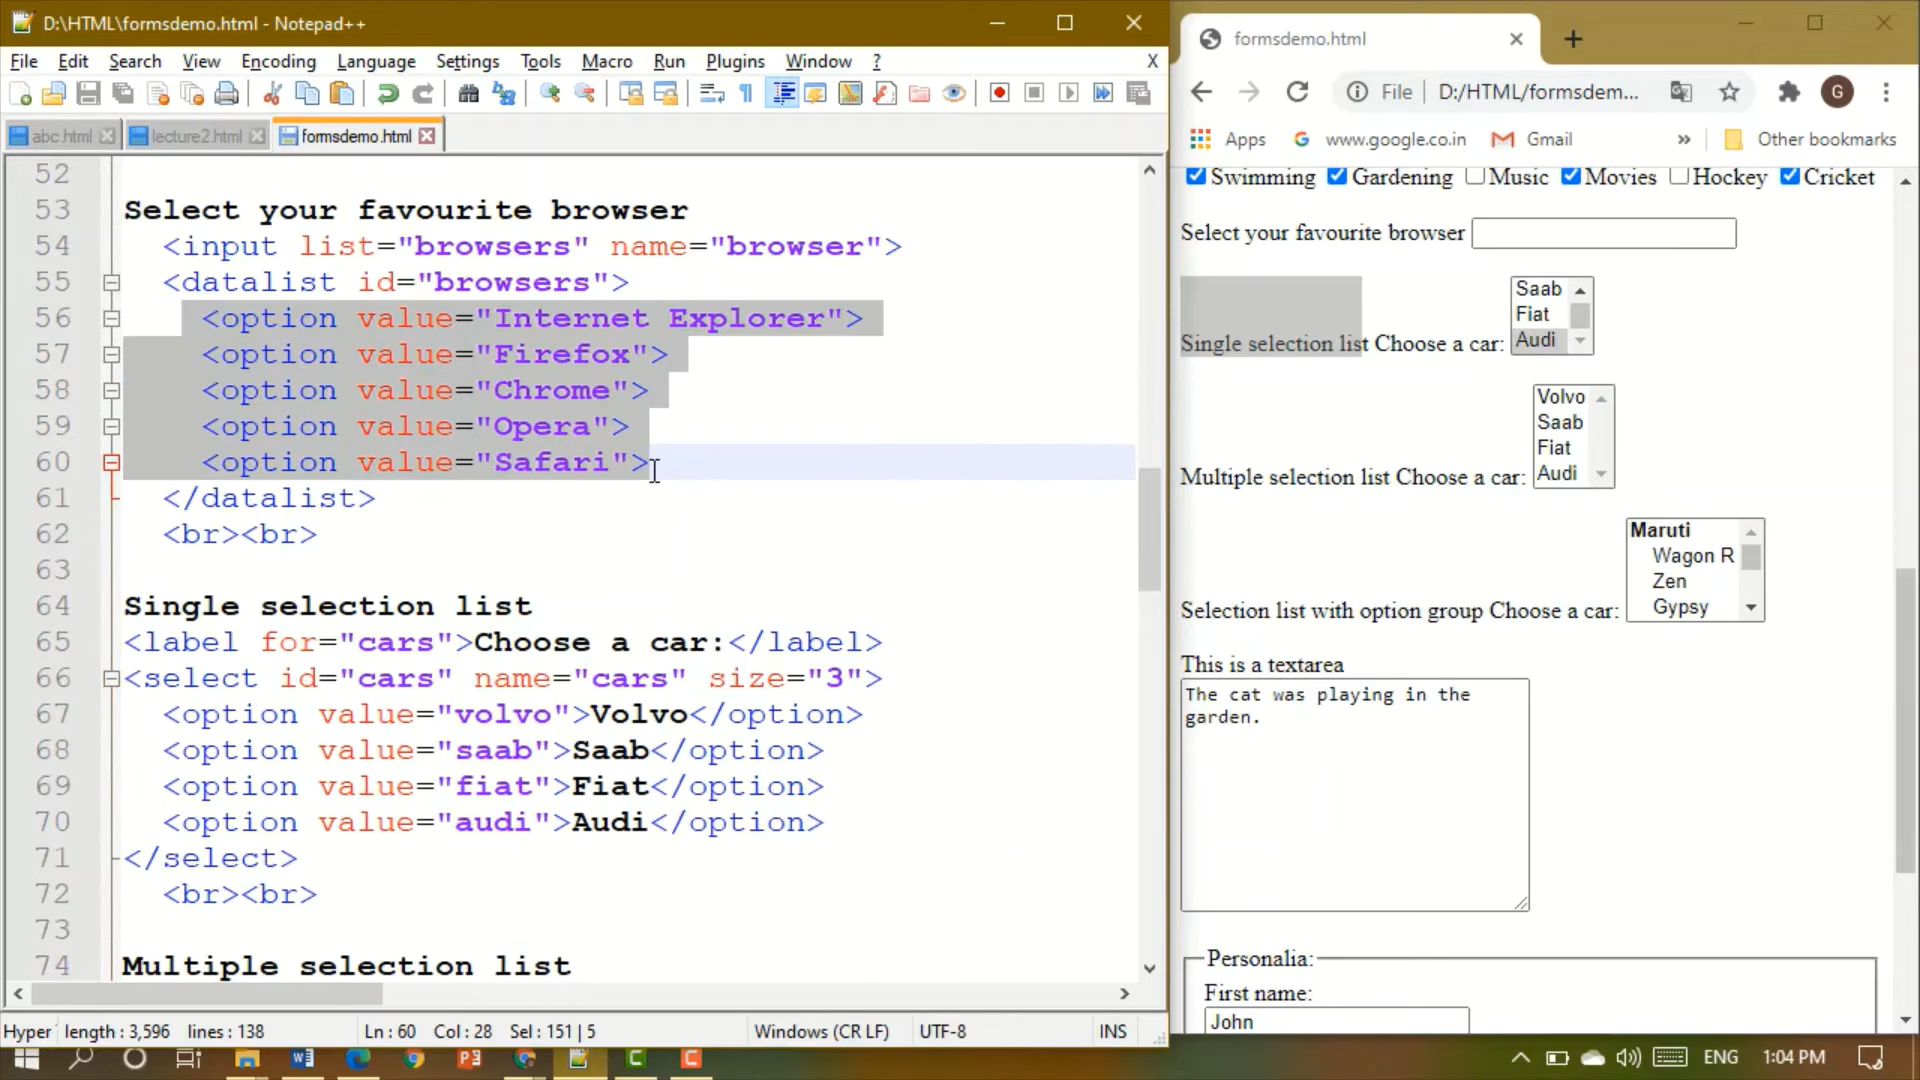 D:\HTML\formsdemo.html - Notepad++
File Edit Search View Encoding Language Settings Tools Macro Run Plugins Window ? X
abc.html lecture2.html formsdemo.html
52
53 Select your favourite browser
54 <input list="browsers" name="browser">
55 <datalist id="browsers">
56 <option value="Internet Explorer">
57 <option value="Firefox">
58 <option value="Chrome">
59 <option value="Opera">
60 <option value="Safari">
61 </datalist>
62 <br><br>
63
64 Single selection list
65 <label for="cars">Choose a car:</label>
66 <select id="cars" name="cars" size="3">
67 <option value="volvo">Volvo</option>
68 <option value="saab">Saab</option>
69 <option value="fiat">Fiat</option>
70 <option value="audi">Audi</option>
71 </select>
72 <br><br>
73
74 Multiple selection list
Hyper length : 3,596 lines : 138 Ln : 60 Col : 28 Sel : 151 | 5 Windows (CR LF) UTF-8 INS
formsdemo.html
File D:/HTML/formsdem... G
Apps www.google.co.in Gmail » Other bookmarks
Swimming Gardening Music Movies Hockey Cricket
Select your favourite browser
Saab
Fiat
Single selection list Choose a car: Audi
Volvo
Saab
Fiat
Multiple selection list Choose a car: Audi
Maruti
Wagon R
Zen
Selection list with option group Choose a car: Gypsy
This is a textarea
The cat was playing in the
garden.
Personalia:
First name:
John
ENG 1:04 PM